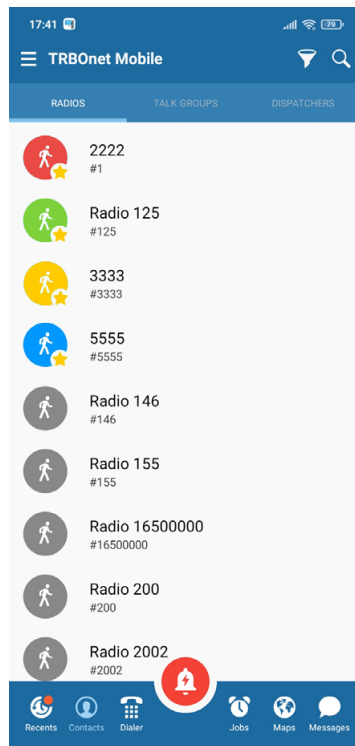 17:41
79
TRBOnet Mobile
RADIOS
TALK GROUPS
DISPATCHERS
2222
#1
Radio 125
#125
3333
#3333
5555
#5555
Radio 146
#146
Radio 155
#155
Radio 16500000
#16500000
Radio 200
#200
Radio 2002
#2002
Recents
Contacts
Dialer
Jobs
Maps
Messages